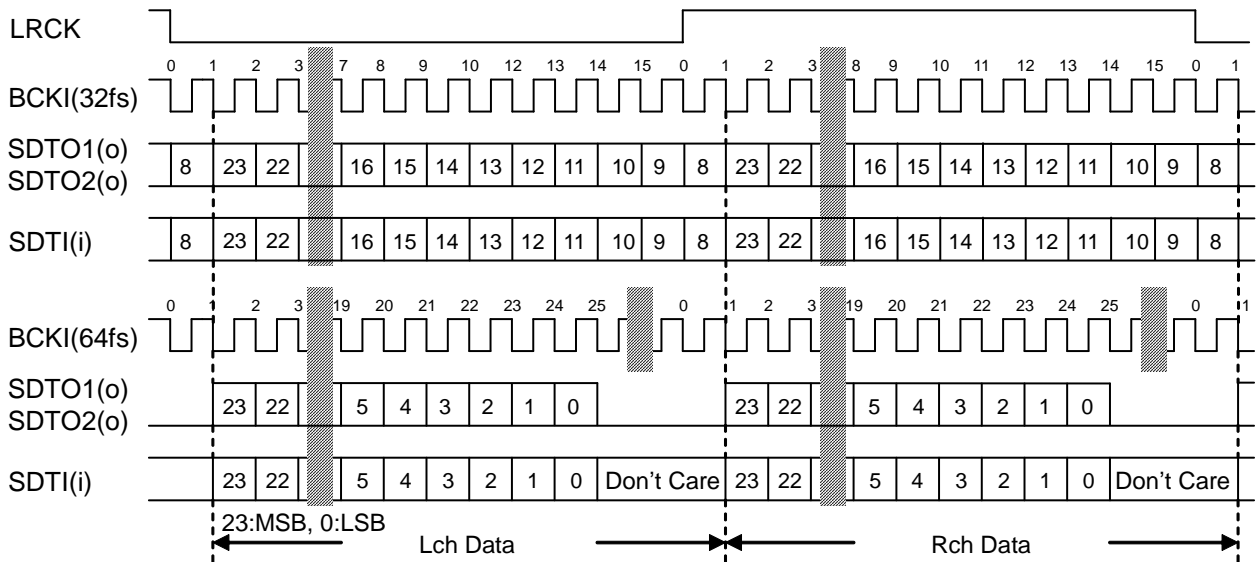 LRCK
0 1 2 3 7 8 9 10 12 13 14 15 0 1 2 3 8 9 10 11 12 13 14 15 0 1
BCKI(32fs)
SDTO1(o)
SDTO2(o)
8 23 22 16 15 14 13 12 11 10 9 8 23 22 16 15 14 13 12 11 10 9 8
SDTI(i)
8 23 22 16 15 14 13 12 11 10 9 8 23 22 16 15 14 13 12 11 10 9 8
0 1 2 3 19 20 21 22 23 24 25 0 1 2 3 19 20 21 22 23 24 25 0 1
BCKI(64fs)
SDTO1(o)
SDTO2(o)
23 22 5 4 3 2 1 0 23 22 5 4 3 2 1 0
SDTI(i)
23 22 5 4 3 2 1 0 Don't Care 23 22 5 4 3 2 1 0 Don't Care
23:MSB, 0:LSB
Lch Data Rch Data